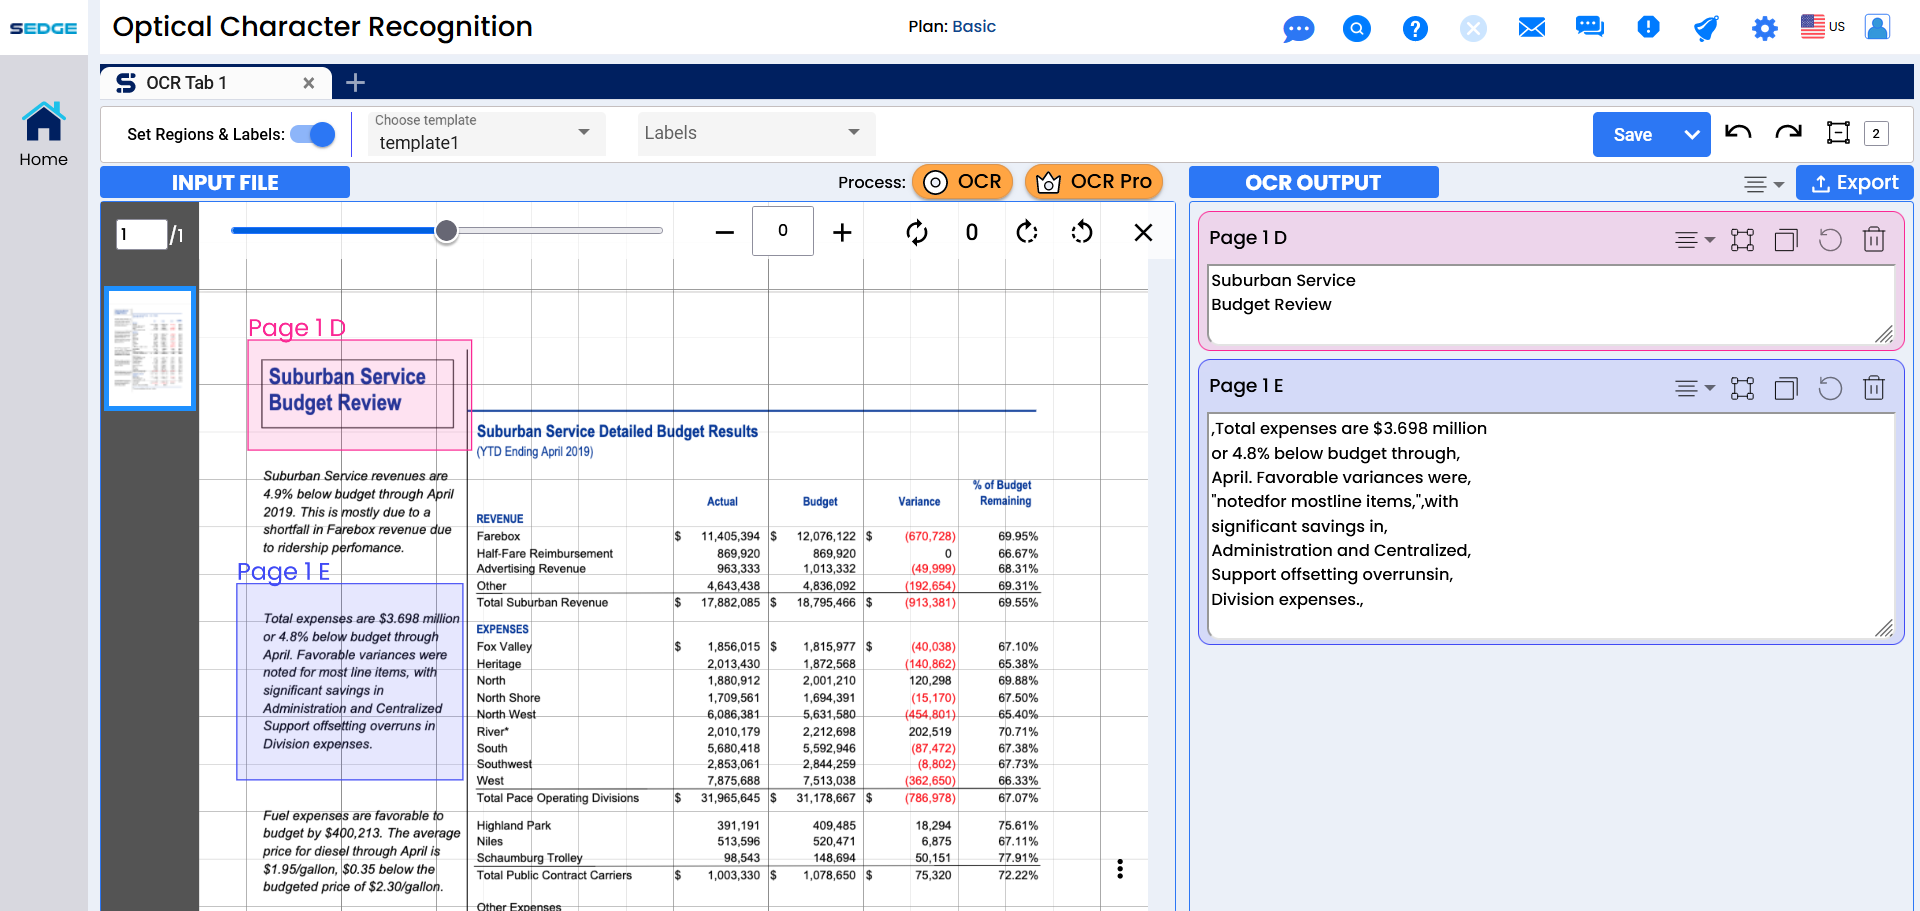 SEDGE
Optical Character Recognition
Plan: Basic
US
Home
OCR Tab 1
Set Regions & Labels:
Choose template
template1
Labels
Save
2
INPUT FILE
Process:
OCR
OCR Pro
OCR OUTPUT
Export
1 /1
0
0
Page 1 D
Suburban Service
Budget Review
Suburban Service revenues are
4.9% below budget through April
2019. This is mostly due to a
shortfall in Farebox revenue due
to ridership perfomance.
Page 1 E
Total expenses are $3.698 million
or 4.8% below budget through
April. Favorable variances were
noted for most line items, with
significant savings in
Administration and Centralized
Support offsetting overruns in
Division expenses.
Fuel expenses are favorable to
budget by $400,213. The average
price for diesel through April is
$1.95/gallon, $0.35 below the
budgeted price of $2.30/gallon.
Suburban Service Detailed Budget Results
(YTD Ending April 2019)
Actual Budget Variance % of Budget Remaining
REVENUE
Farebox $ 11,405,394 $ 12,076,122 $ (670,728) 69.95%
Half-Fare Reimbursement 869,920 869,920 0 66.67%
Advertising Revenue 963,333 1,013,332 (49,999) 68.31%
Other 4,643,438 4,836,092 (192,654) 69.31%
Total Suburban Revenue $ 17,882,085 $ 18,795,466 $ (913,381) 69.55%
EXPENSES
Fox Valley $ 1,856,015 $ 1,815,977 $ (40,038) 67.10%
Heritage 2,013,430 1,872,568 (140,862) 65.38%
North 1,880,912 2,001,210 120,298 69.88%
North Shore 1,709,561 1,694,391 (15,170) 67.50%
North West 6,086,381 5,631,580 (454,801) 65.40%
River* 2,010,179 2,212,698 202,519 70.71%
South 5,680,418 5,592,946 (87,472) 67.38%
Southwest 2,853,061 2,844,259 (8,802) 67.73%
West 7,875,688 7,513,038 (362,650) 66.33%
Total Pace Operating Divisions $ 31,965,645 $ 31,178,667 $ (786,978) 67.07%
Highland Park 391,191 409,485 18,294 75.61%
Niles 513,596 520,471 6,875 67.11%
Schaumburg Trolley 98,543 148,694 50,151 77.91%
Total Public Contract Carriers $ 1,003,330 $ 1,078,650 $ 75,320 72.22%
Other Expenses
Page 1 D
Suburban Service
Budget Review
Page 1 E
,Total expenses are $3.698 million
or 4.8% below budget through,
April. Favorable variances were,
"notedfor mostline items,",with
significant savings in,
Administration and Centralized,
Support offsetting overrunsin,
Division expenses.,